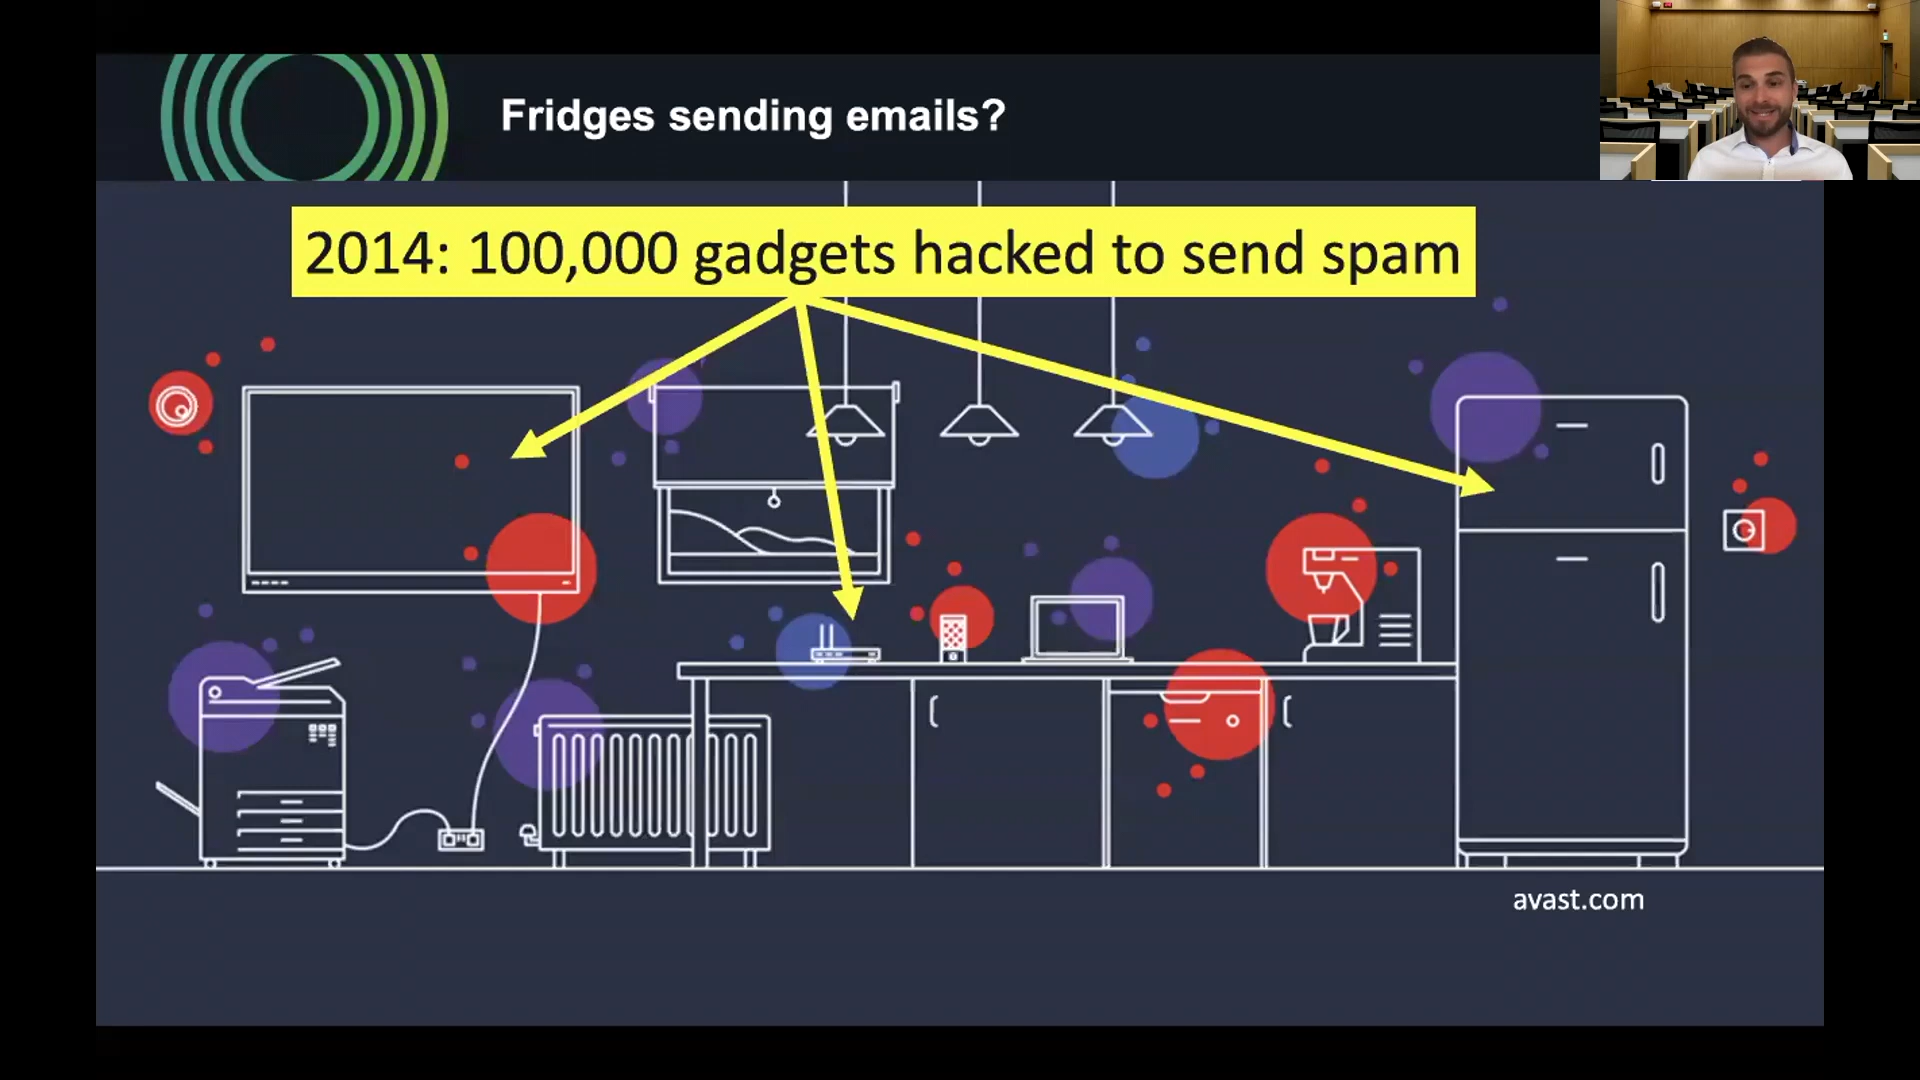 Fridges sending emails?
2014: 100,000 gadgets hacked to send spam
avast.com